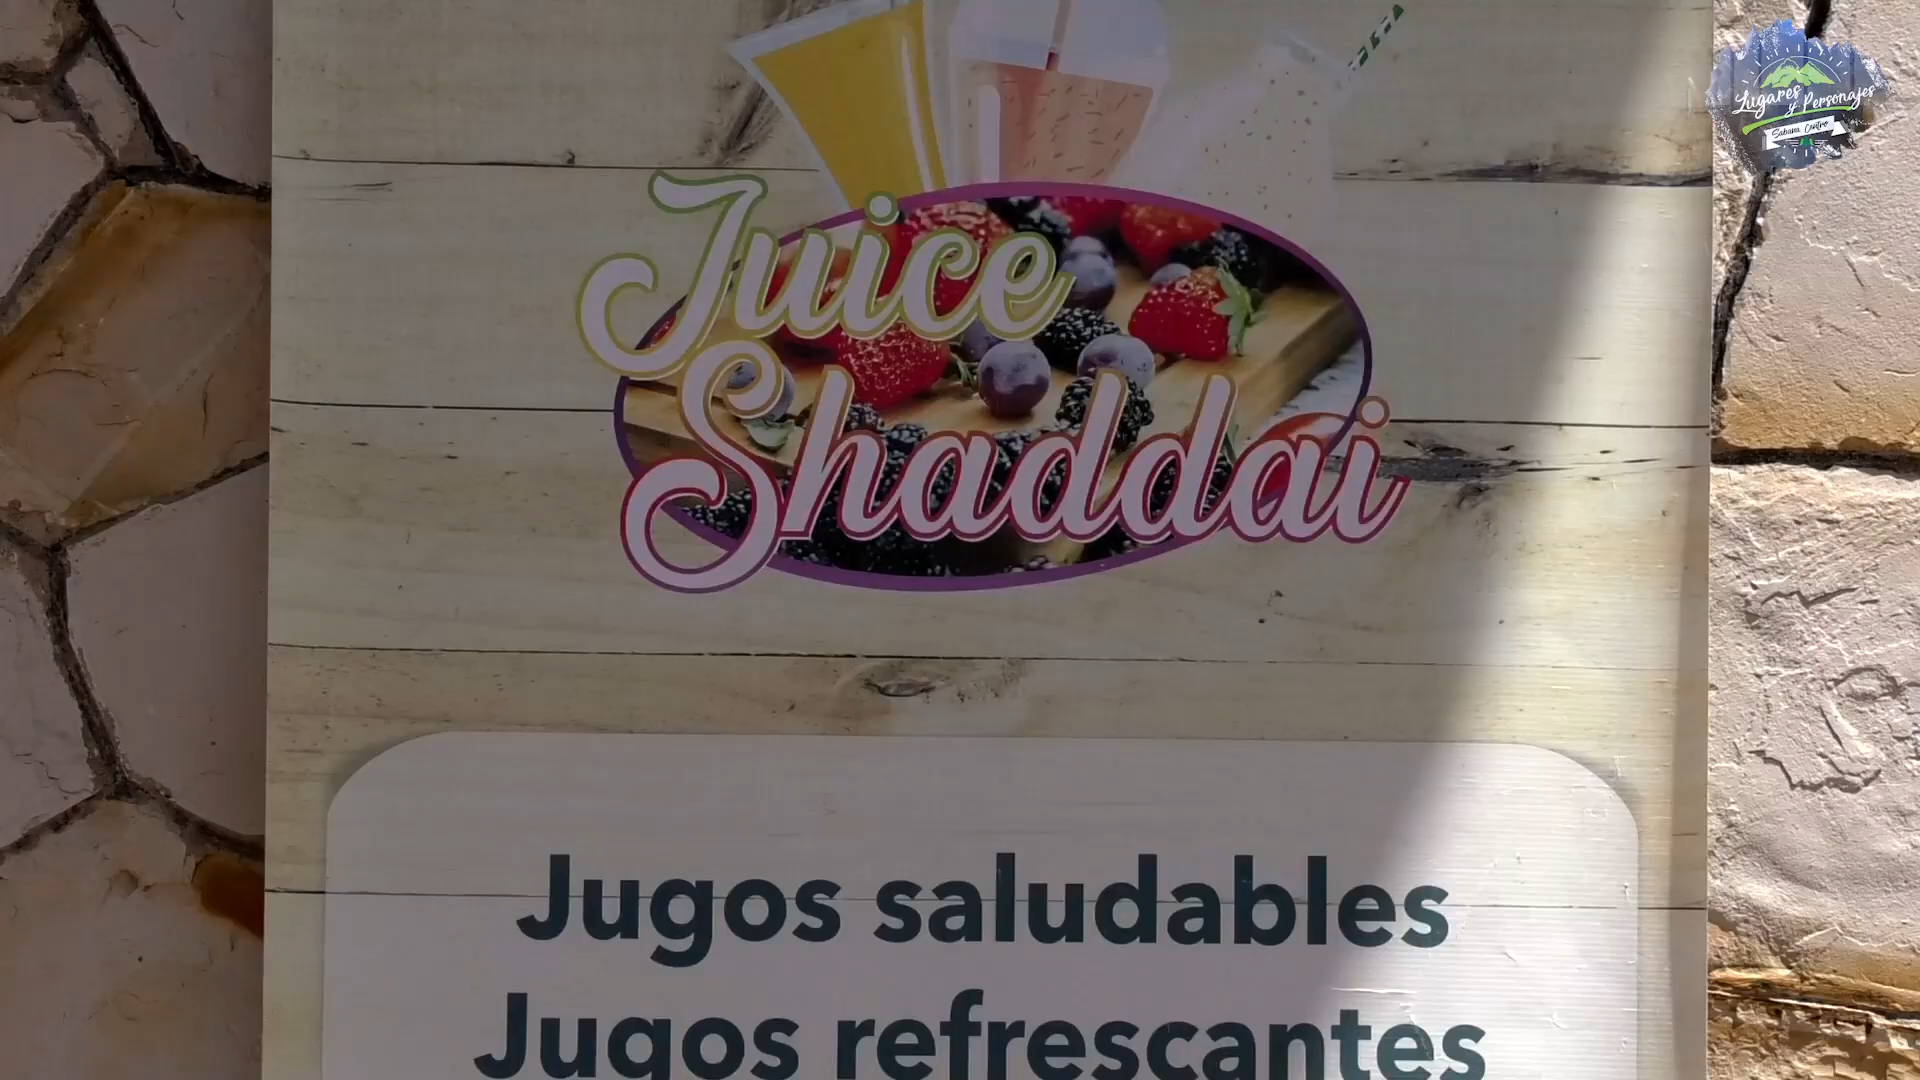 Lugares
y Personajes
Sabana Centro
Juice
Shaddai
Jugos saludables
Jugos refrescantes